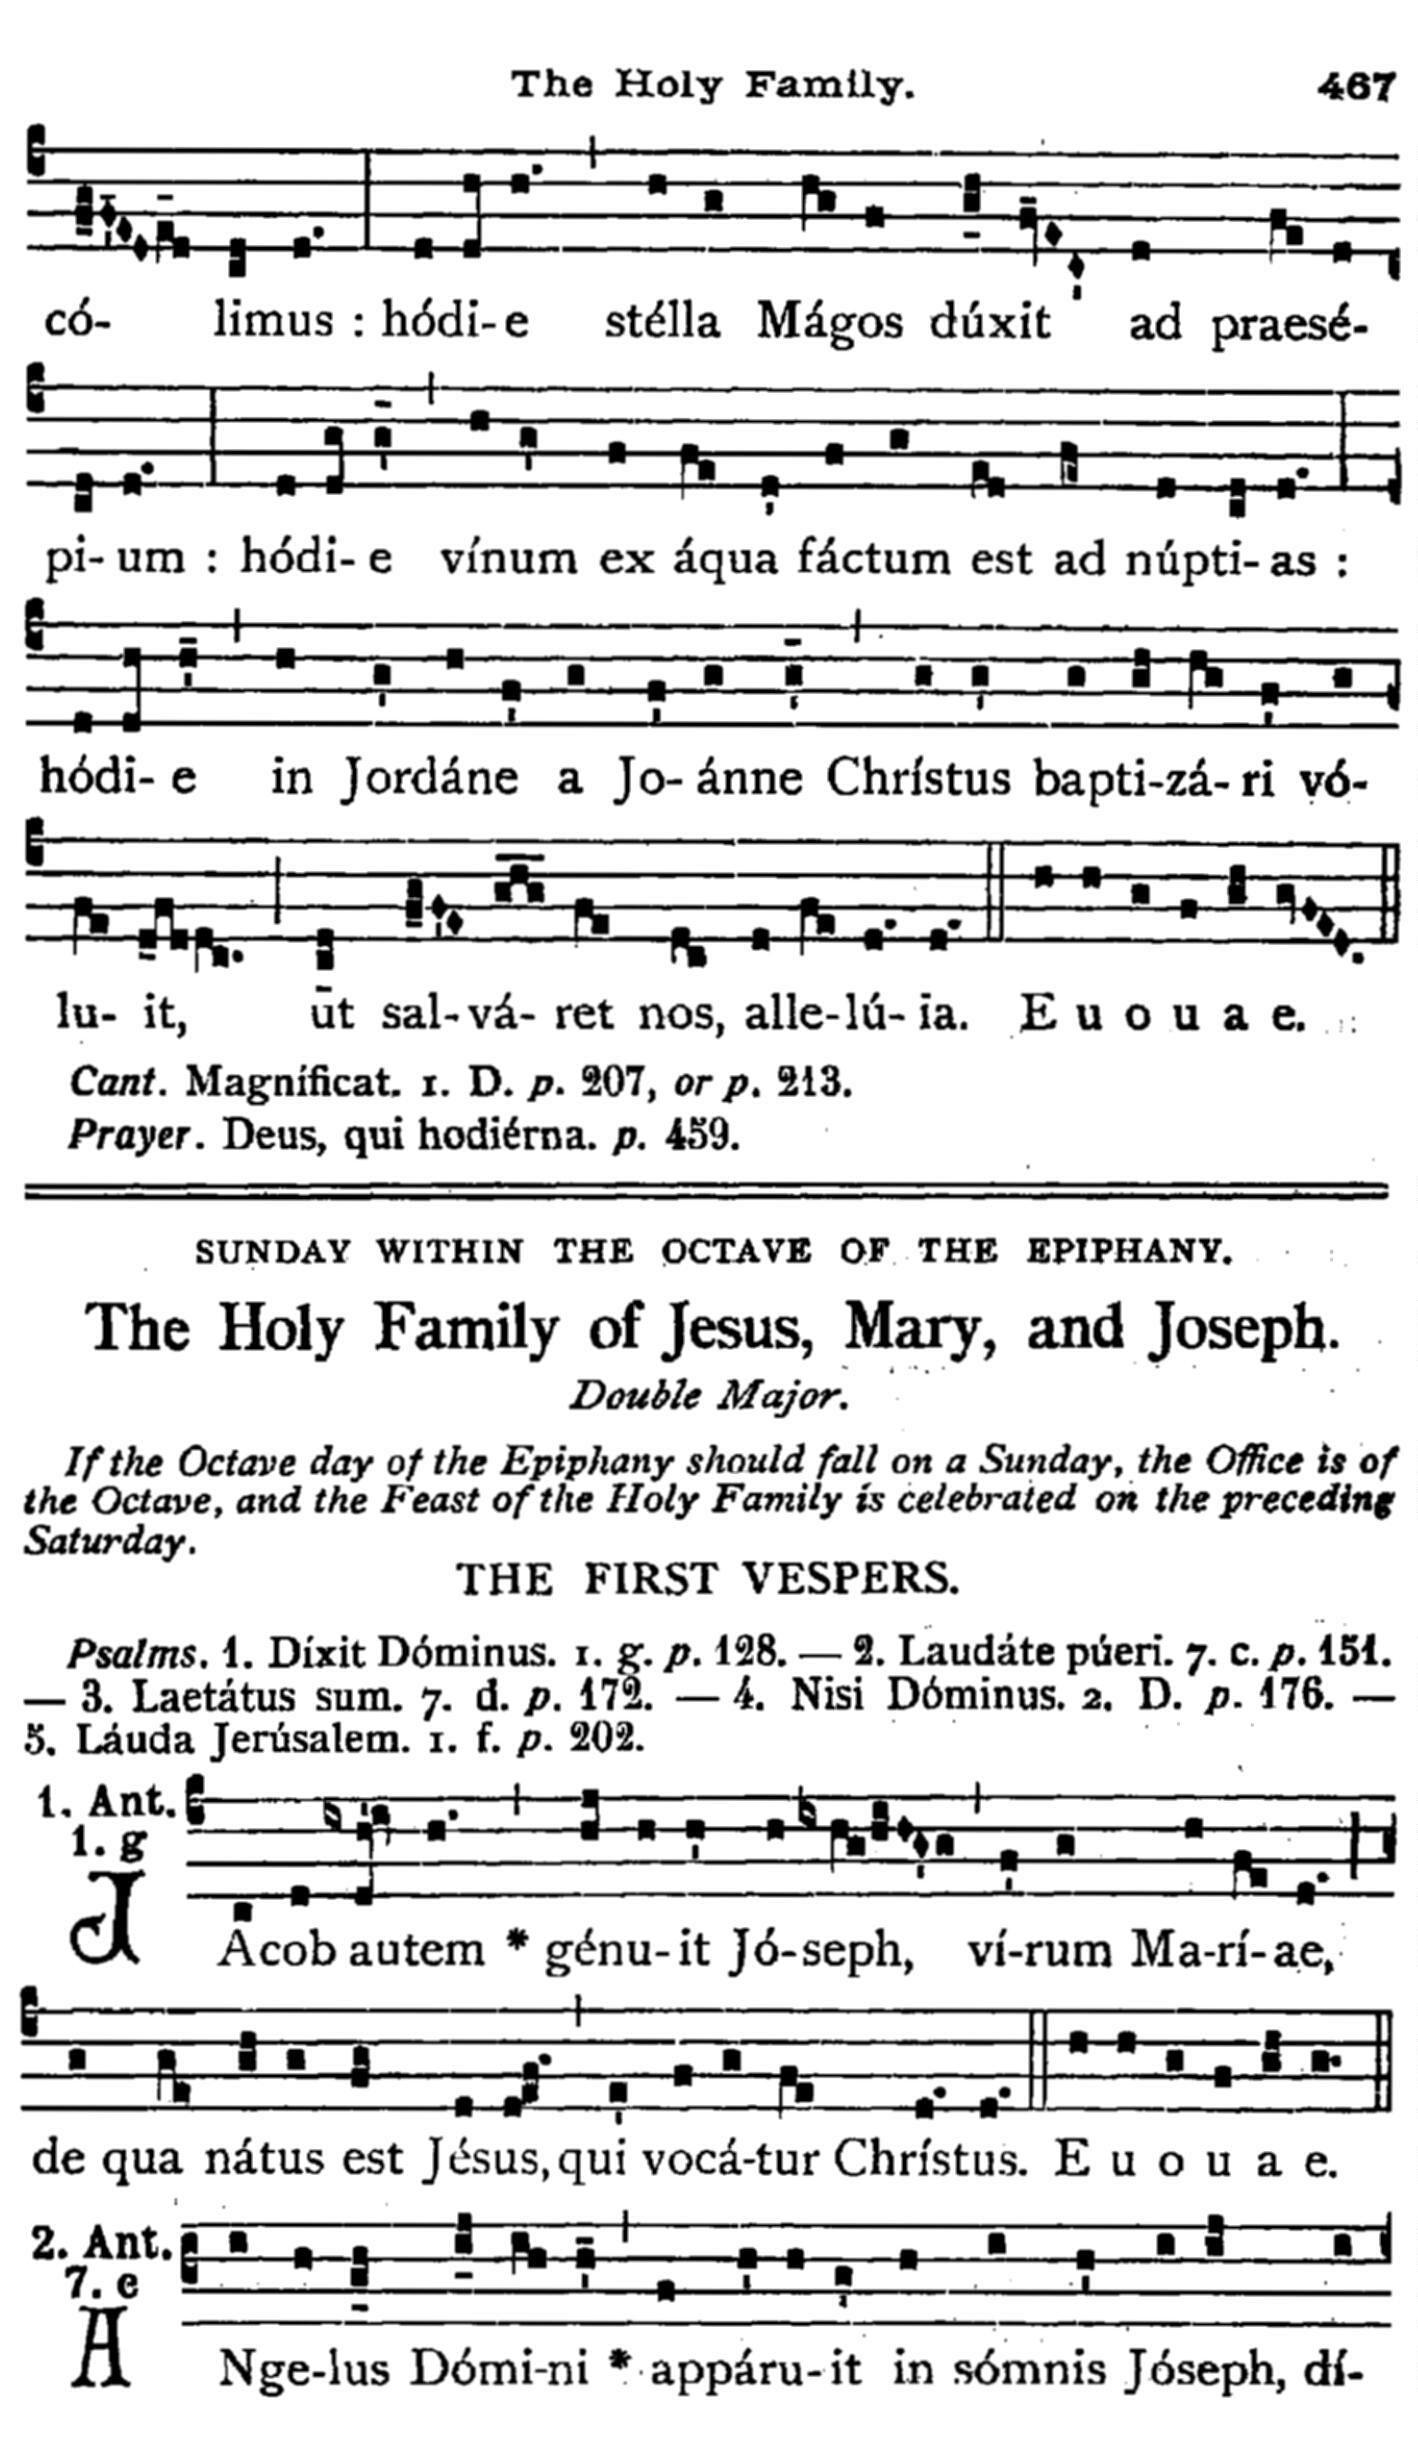 The Holy Family. 467
có- limus : hódi- e stélla Mágos dúxit ad praesé-
pi- um : hódi- e vínum ex áqua fáctum est ad núpti- as :
hódi- e in Jordáne a Jo- ánne Chrístus bapti-zá- ri vó-
lu- it, ut sal-vá- ret nos, alle-lú- ia. E u o u a e.
Cant. Magníficat. 1. D. p. 207, or p. 213.
Prayer. Deus, qui hodiérna. p. 459.
SUNDAY WITHIN THE OCTAVE OF THE EPIPHANY.
The Holy Family of Jesus, Mary, and Joseph.
Double Major.
If the Octave day of the Epiphany should fall on a Sunday, the Office is of
the Octave, and the Feast of the Holy Family is celebrated on the preceding
Saturday.
THE FIRST VESPERS.
Psalms. 1. Díxit Dóminus. 1. g. p. 128. — 2. Laudáte púeri. 7. c. p. 151.
— 3. Laetátus sum. 7. d. p. 172. — 4. Nisi Dóminus. 2. D. p. 176. —
5. Láuda Jerúsalem. 1. f. p. 202.
1. Ant.
1. g
JAcob autem * génu- it Jó-seph, ví-rum Ma-rí- ae,
de qua nátus est Jésus, qui vocá-tur Chrístus. E u o u a e.
2. Ant.
7. c
ANge-lus Dómi-ni * appáru- it in sómnis Jóseph, dí-